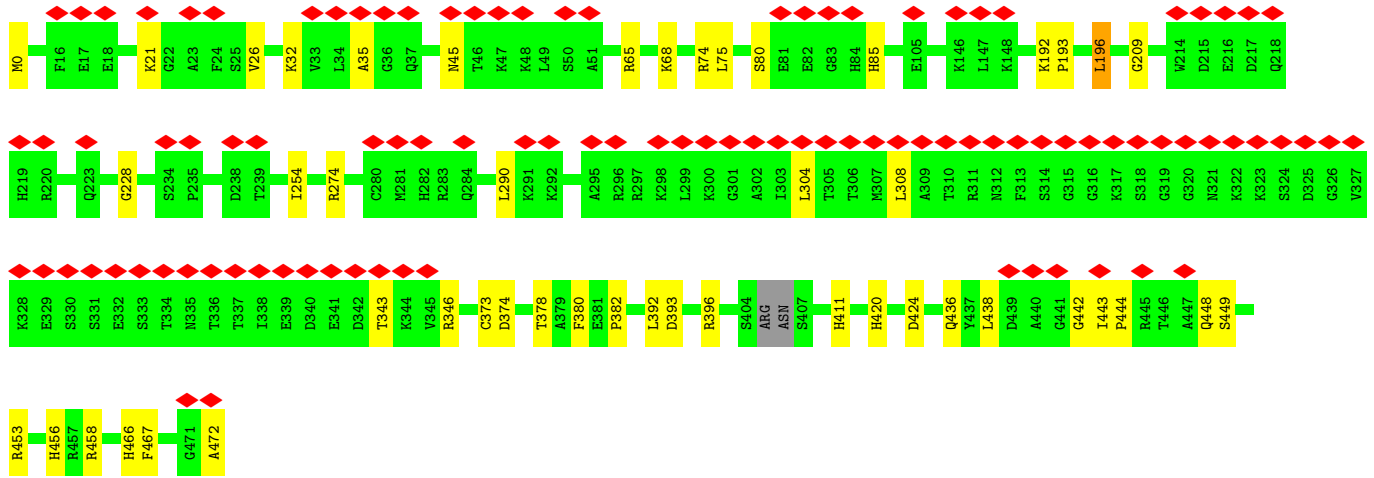 M0 F16 E17 E18 K21 G22 A23 F24 S25 V26 K32 V33 L34 A35 G36 Q37 N45 T46 K47 K48 L49 S50 A51 R65 K68 R74 L75 S80 E81 E82 G83 H84 H85 E105 K146 L147 K148 K192 P193 L196 G209 W214 D215 E216 D217 Q218
H219 R220 Q223 G228 S234 P235 D238 T239 I254 R274 C280 M281 H282 R283 Q284 L290 K291 K292 A295 R296 R297 K298 L299 K300 G301 A302 I303 L304 T305 T306 M307 L308 A309 T310 R311 N312 F313 S314 G315 G316 K317 S318 G319 G320 N321 K322 K323 S324 D325 G326 V327
K328 E329 S330 S331 E332 S333 T334 N335 T336 T337 I338 E339 D340 E341 D342 T343 K344 V345 R346 C373 D374 T378 A379 F380 E381 P382 L392 D393 R396 S404 ARG ASN S407 H411 H420 D424 Q436 Y437 L438 D439 A440 G441 G442 I443 P444 R445 T446 A447 Q448 S449
R453 H456 R457 R458 H466 F467 G471 A472